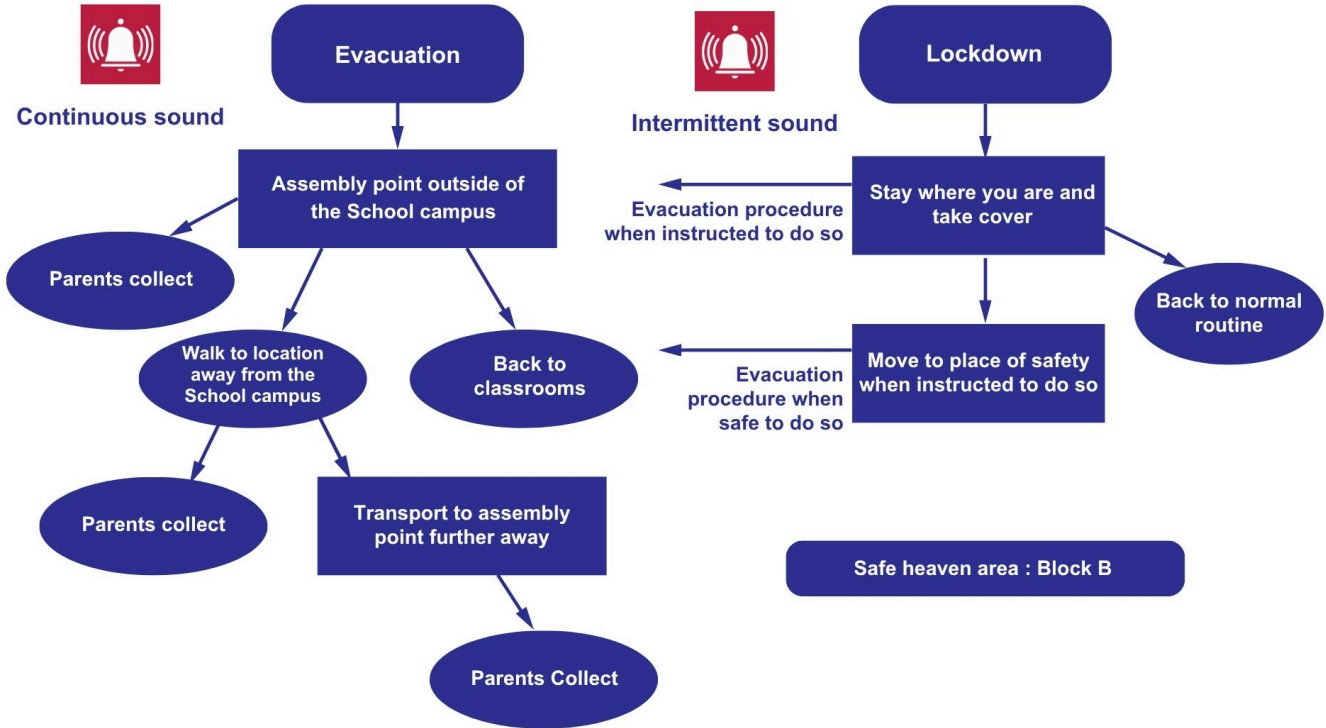 Evacuation
Continuous sound
Assembly point outside of
the School campus
Parents collect
Walk to location
away from the
School campus
Back to
classrooms
Parents collect
Transport to assembly
point further away
Parents Collect
Lockdown
Intermittent sound
Stay where you are and
take cover
Evacuation procedure
when instructed to do so
Back to normal
routine
Move to place of safety
when instructed to do so
Evacuation
procedure when
safe to do so
Safe heaven area : Block B